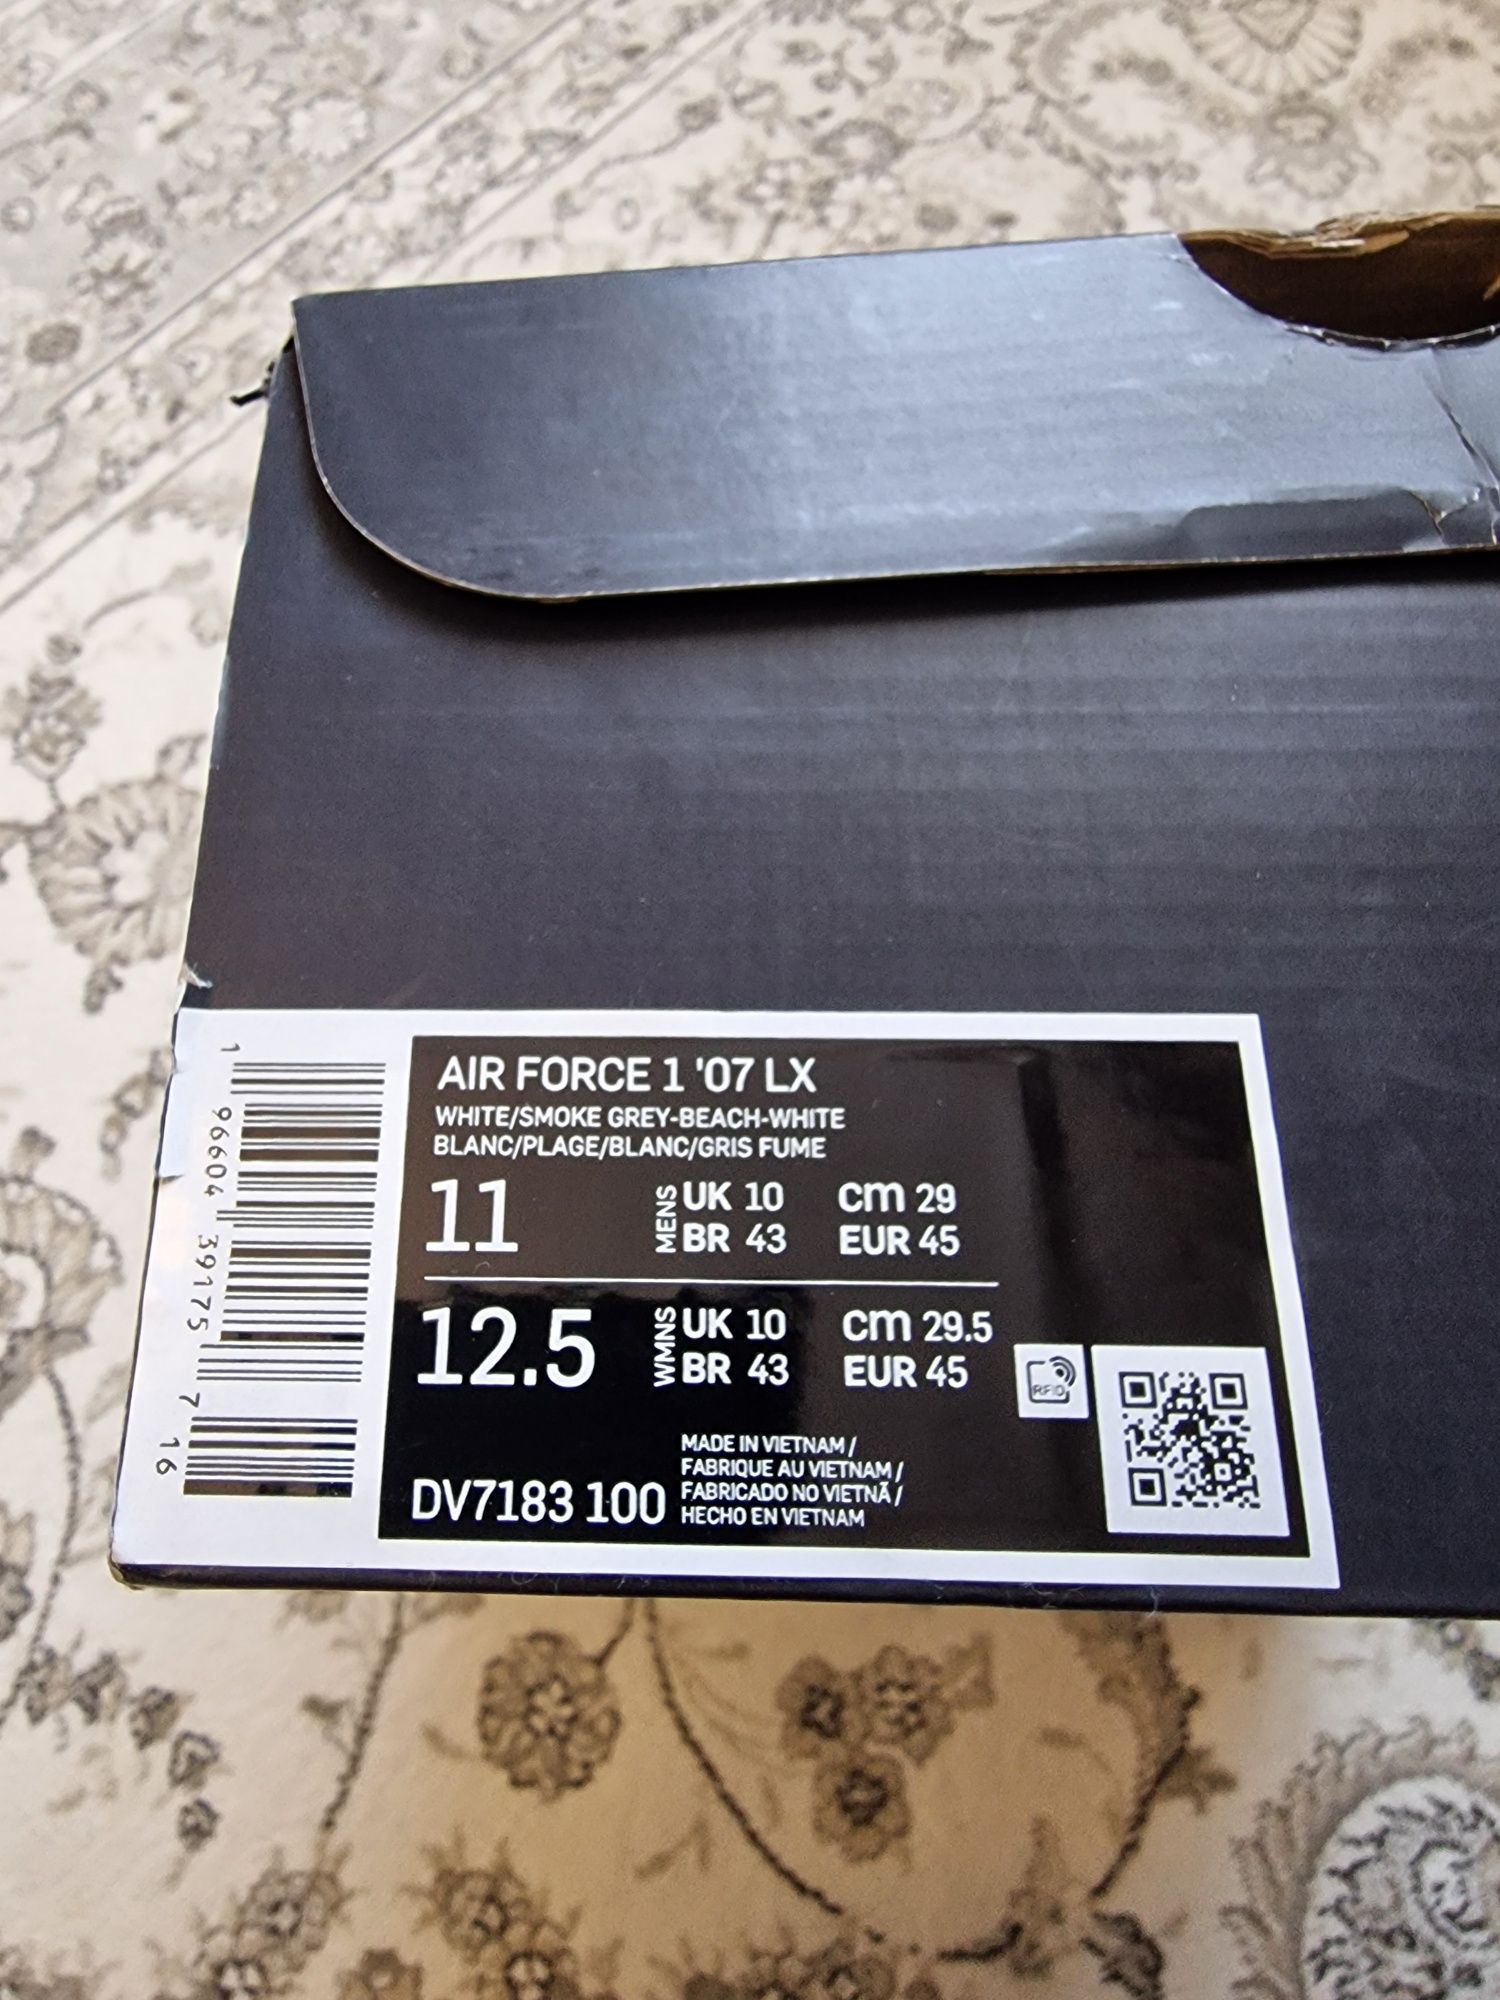 AIR FORCE 1 '07 LX
WHITE/SMOKE GREY-BEACH-WHITE
BLANC/PLAGE/BLANC/GRIS FUME
11 MENS UK 10 cm 29
BR 43 EUR 45
12.5 WMNS UK 10 cm 29.5
BR 43 EUR 45
RFID
MADE IN VIETNAM /
FABRIQUE AU VIETNAM /
FABRICADO NO VIETNÃ /
HECHO EN VIETNAM
DV7183 100
1 96604 39175 7 16